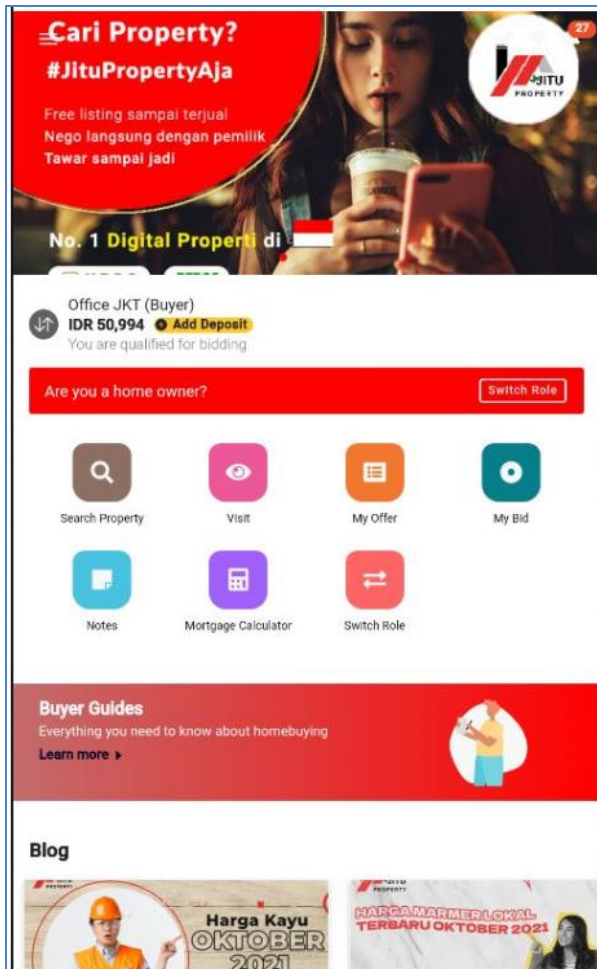 Cari Property?
27
#JituPropertyAja
JITU
PROPERTY
Free listing sampai terjual
Nego langsung dengan pemilik
Tawar sampai jadi
No. 1 Digital Properti di
Office JKT (Buyer)
IDR 50,994 Add Deposit
You are qualified for bidding
Are you a home owner?
Switch Role
Search Property
Visit
My Offer
My Bid
Notes
Mortgage Calculator
Switch Role
Buyer Guides
Everything you need to know about homebuying
Learn more
Blog
PROPERTY
Harga Kayu
OKTOBER
2021
JITU
PROPERTY
HARGA MARMER LOKAL
TERBARU OKTOBER 2021